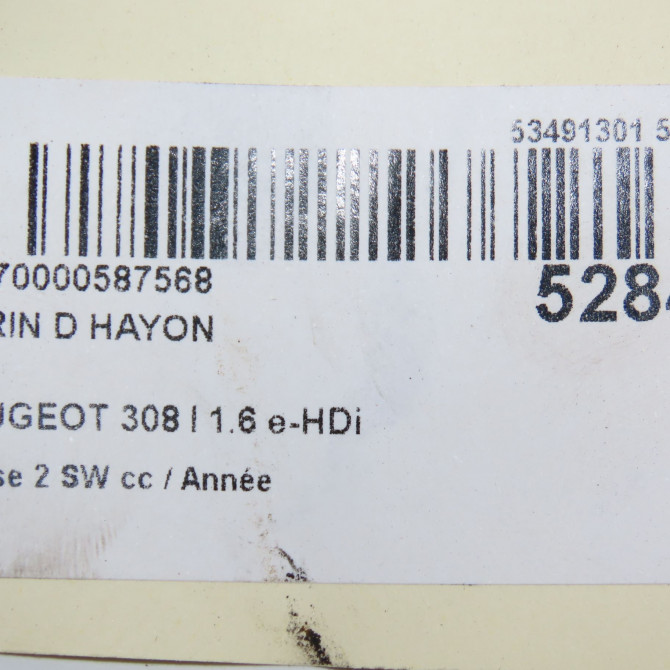 53491301 5
70000587568
5284
RIN D HAYON
UGEOT 308 I 1.6 e-HDi
se 2 SW cc / Année